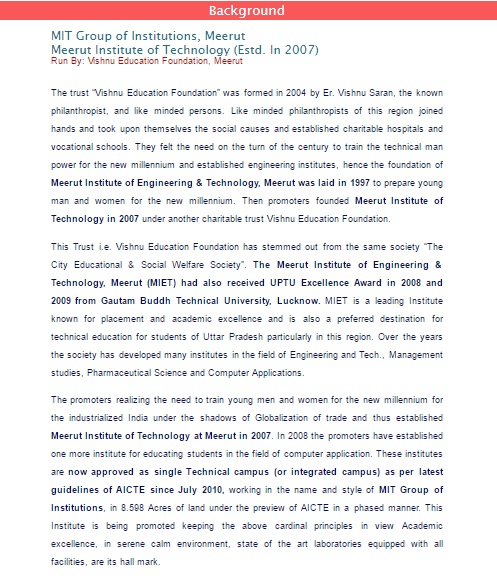 Background
MIT Group of Institutions, Meerut
Meerut Institute of Technology (Estd. In 2007)
Run By: Vishnu Education Foundation, Meerut
The trust “Vishnu Education Foundation” was formed in 2004 by Er. Vishnu Saran, the known
philanthropist, and like minded persons. Like minded philanthropists of this region joined
hands and took upon themselves the social causes and established charitable hospitals and
vocational schools. They felt the need on the turn of the century to train the technical man
power for the new millennium and established engineering institutes, hence the foundation of
Meerut Institute of Engineering & Technology, Meerut was laid in 1997 to prepare young
man and women for the new millennium. Then promoters founded Meerut Institute of
Technology in 2007 under another charitable trust Vishnu Education Foundation.
This Trust i.e. Vishnu Education Foundation has stemmed out from the same society “The
City Educational & Social Welfare Society”. The Meerut Institute of Engineering &
Technology, Meerut (MIET) had also received UPTU Excellence Award in 2008 and
2009 from Gautam Buddh Technical University, Lucknow. MIET is a leading Institute
known for placement and academic excellence and is also a preferred destination for
technical education for students of Uttar Pradesh particularly in this region. Over the years
the society has developed many institutes in the field of Engineering and Tech., Management
studies, Pharmaceutical Science and Computer Applications.
The promoters realizing the need to train young men and women for the new millennium for
the industrialized India under the shadows of Globalization of trade and thus established
Meerut Institute of Technology at Meerut in 2007. In 2008 the promoters have established
one more institute for educating students in the field of computer application. These institutes
are now approved as single Technical campus (or integrated campus) as per latest
guidelines of AICTE since July 2010, working in the name and style of MIT Group of
Institutions, in 8.598 Acres of land under the preview of AICTE in a phased manner. This
Institute is being promoted keeping the above cardinal principles in view Academic
excellence, in serene calm environment, state of the art laboratories equipped with all
facilities, are its hall mark.